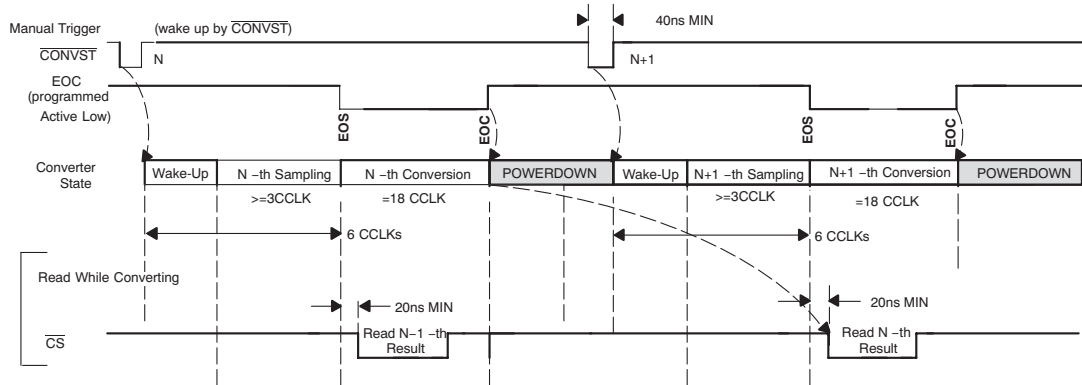 40ns MIN
Manual Trigger (wake up by CONVST)
CONVST N N+1
EOC
(programmed
Active Low)
EOS EOC EOS EOC
Converter
State
Wake-Up N −th Sampling N −th Conversion POWERDOWN Wake-Up N+1 −th Sampling N+1 −th Conversion POWERDOWN
>=3CCLK =18 CCLK >=3CCLK =18 CCLK
6 CCLKs 6 CCLKs
Read While Converting
20ns MIN 20ns MIN
CS
Read N−1 −th
Result
Read N −th
Result